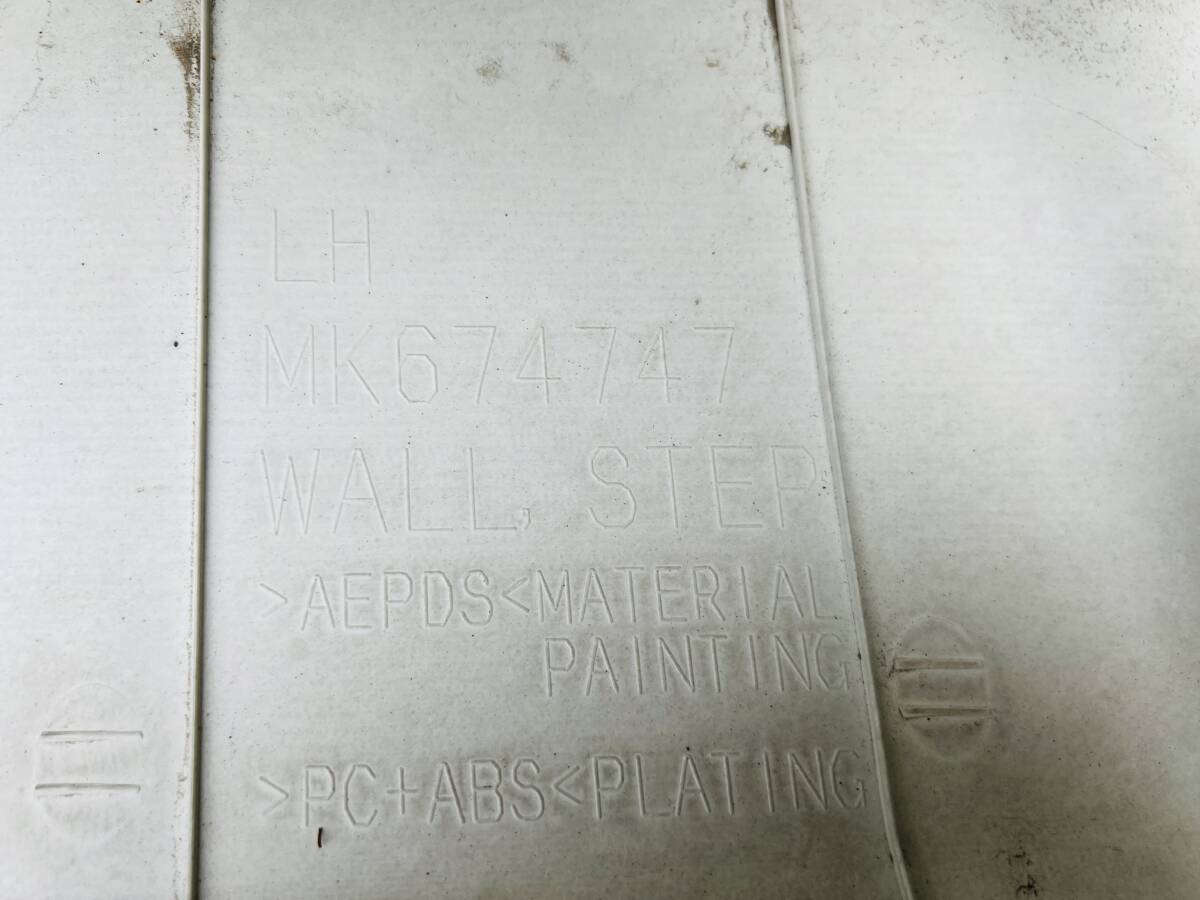 LH
MK674747
WALL, STEP
>AEPDS<MATERIAL
PAINTING
>PC+ABS<PLATING